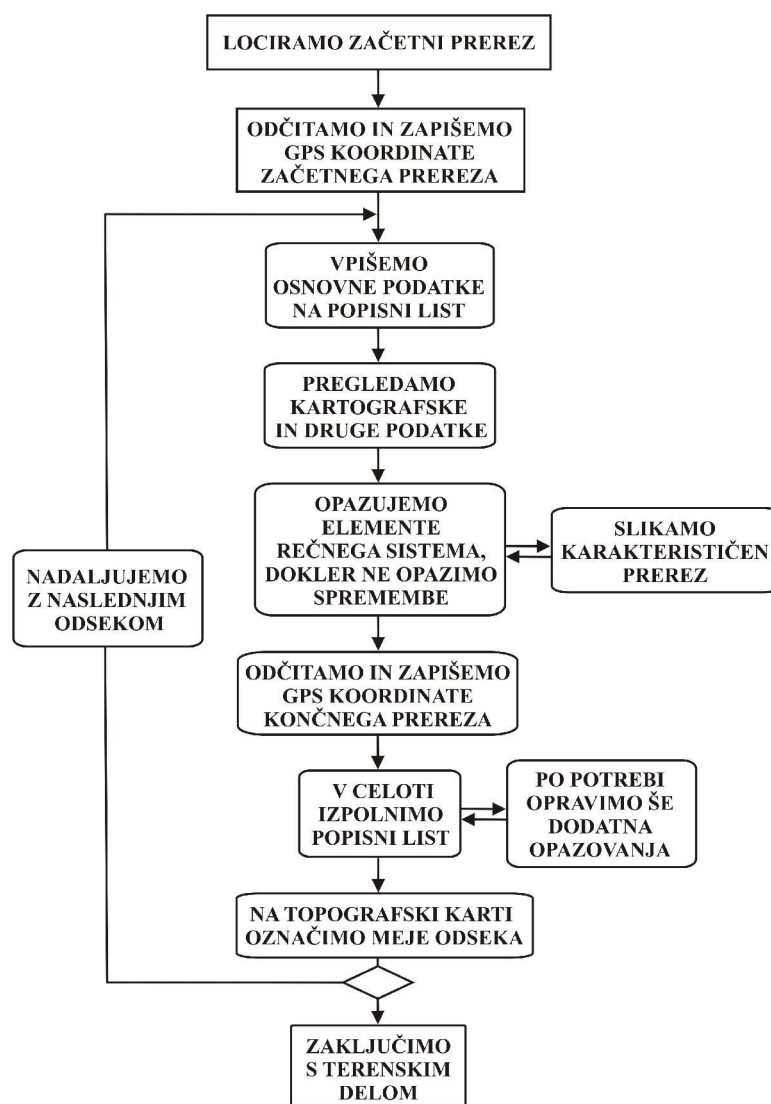 LOCIRAMO ZAČETNI PREREZ
ODČITAMO IN ZAPIŠEMO
GPS KOORDINATE
ZAČETNEGA PREREZA
VPIŠEMO
OSNOVNE PODATKE
NA POPISNI LIST
PREGLEDAMO
KARTOGRAFSKE
IN DRUGE PODATKE
OPAZUJEMO
ELEMENTE
REČNEGA SISTEMA,
DOKLER NE OPAZIMO
SPREMEMBE
SLIKAMO
KARAKTERISTIČEN
PREREZ
NADALJUJEMO
Z NASLEDNJIM
ODSEKOM
ODČITAMO IN ZAPIŠEMO
GPS KOORDINATE
KONČNEGA PREREZA
V CELOTI
IZPOLNIMO
POPISNI LIST
PO POTREBI
OPRAVIMO ŠE
DODATNA
OPAZOVANJA
NA TOPOGRAFSKI KARTI
OZNAČIMO MEJE ODSEKA
ZAKLJUČIMO
S TERENSKIM
DELOM